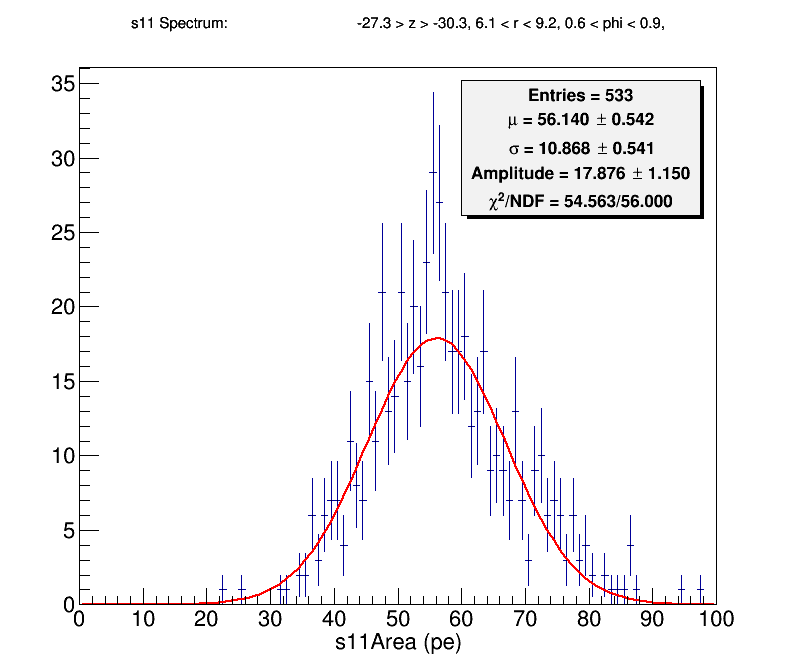 s11 Spectrum: -27.3 > z > -30.3, 6.1 < r < 9.2, 0.6 < phi < 0.9,
Entries = 533
μ = 56.140 ± 0.542
σ = 10.868 ± 0.541
Amplitude = 17.876 ± 1.150
χ²/NDF = 54.563/56.000
35
30
25
20
15
10
5
0
0 10 20 30 40 50 60 70 80 90 100
s11Area (pe)